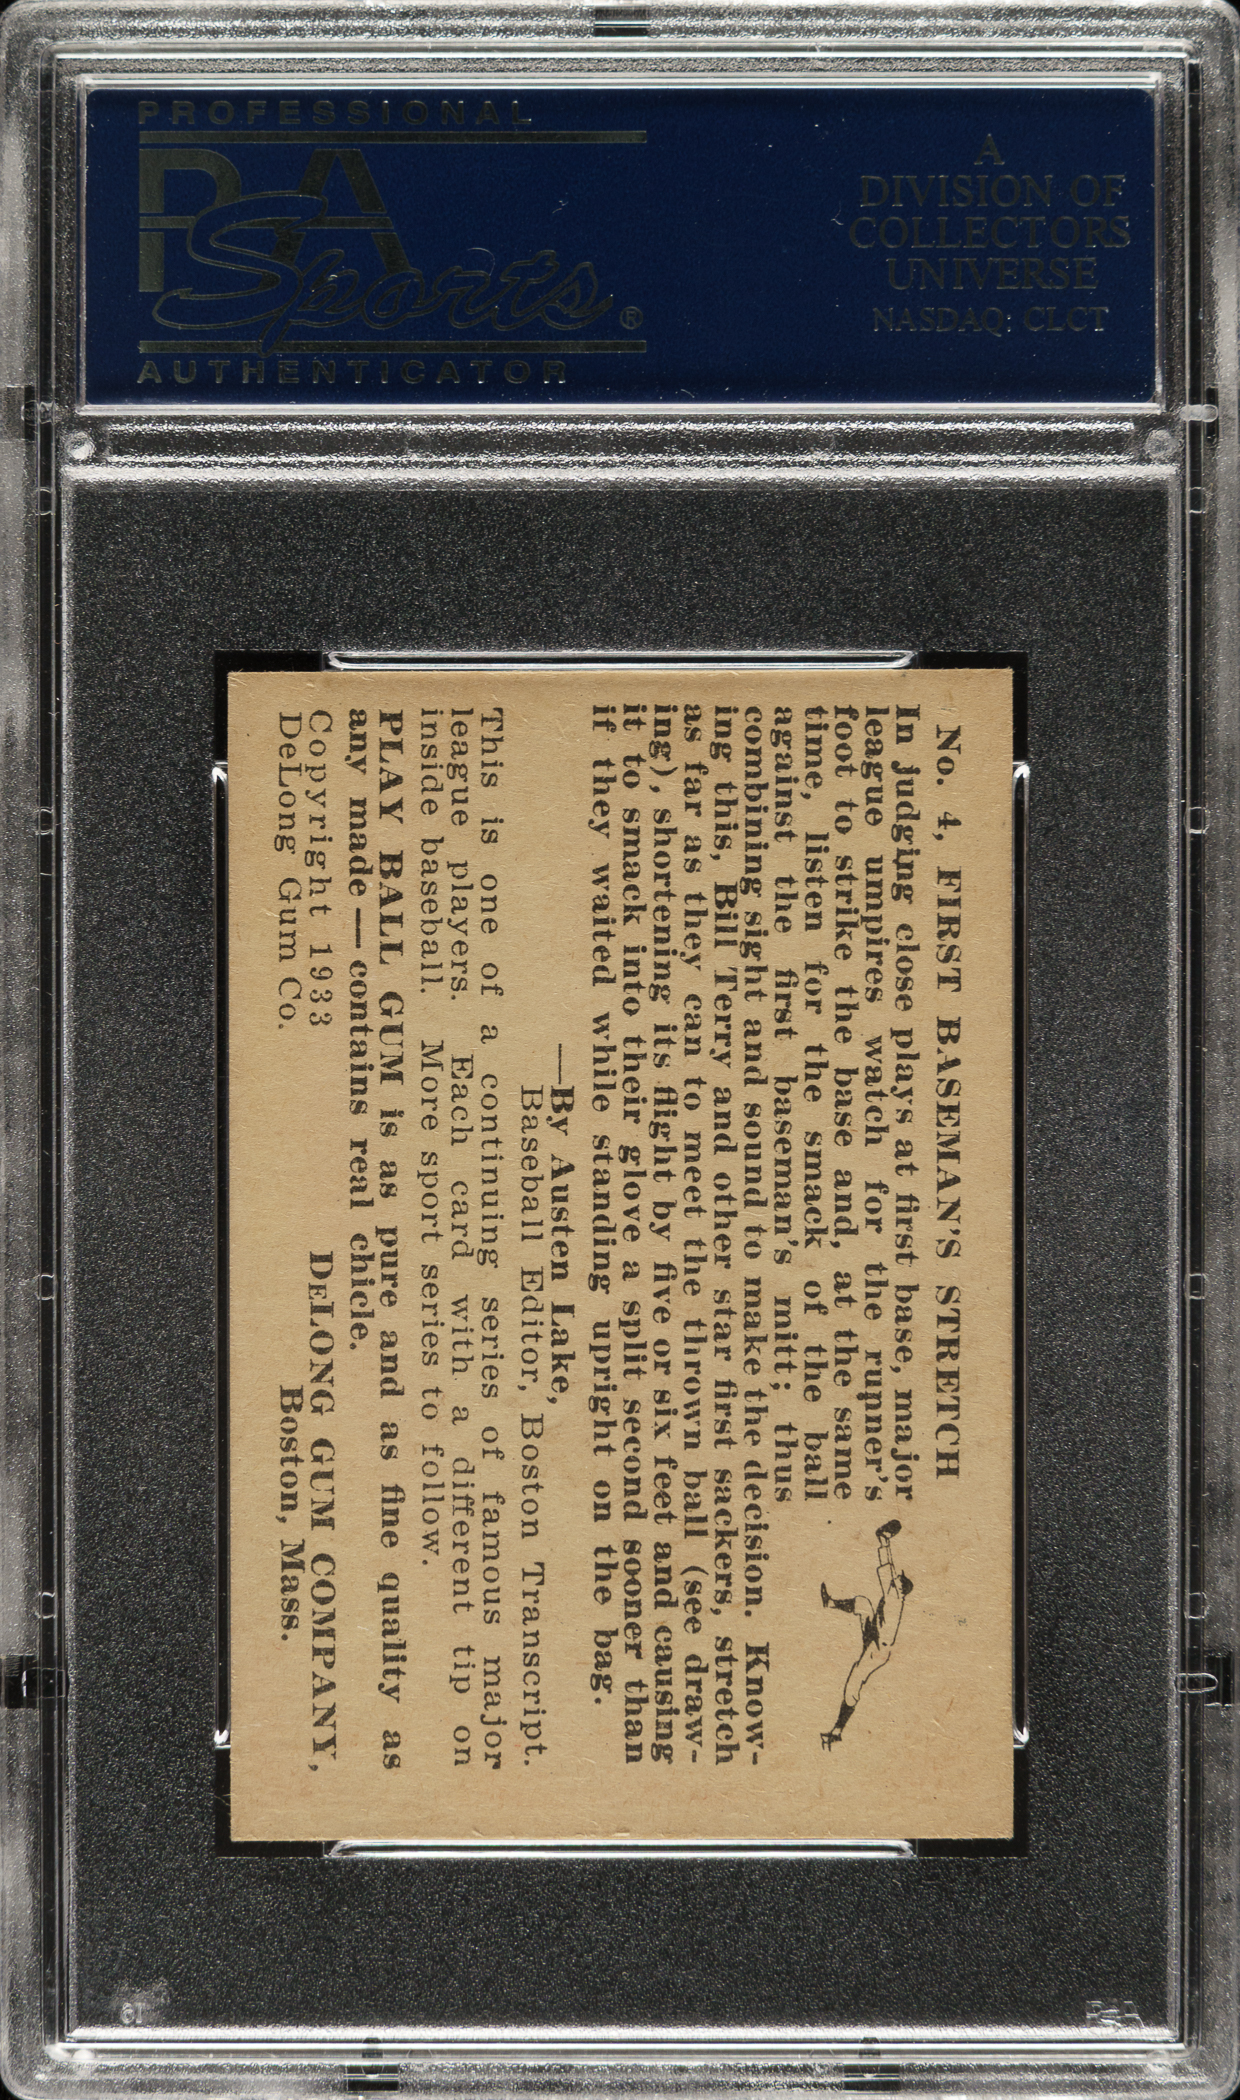 PROFESSIONAL
PSA
Sports®
AUTHENTICATOR
A
DIVISION OF
COLLECTORS
UNIVERSE
NASDAQ: CLCT
No. 4, FIRST BASEMAN'S STRETCH
In judging close plays at first base, major
league umpires watch for the runner's
foot to strike the base and, at the same
time, listen for the smack of the ball
against the first baseman's mitt; thus
combining sight and sound to make the decision. Know-
ing this, Bill Terry and other star first sackers, stretch
as far as they can to meet the thrown ball (see draw-
ing), shortening its flight by five or six feet and causing
it to smack into their glove a split second sooner than
if they waited while standing upright on the bag.
—By Austen Lake,
Baseball Editor, Boston Transcript.
This is one of a continuing series of famous major
league players. Each card with a different tip on
inside baseball. More sport series to follow.
PLAY BALL GUM is as pure and as fine quality as
any made—contains real chicle.
Copyright 1933
DeLong Gum Co.
DELONG GUM COMPANY,
Boston, Mass.
61
PSA